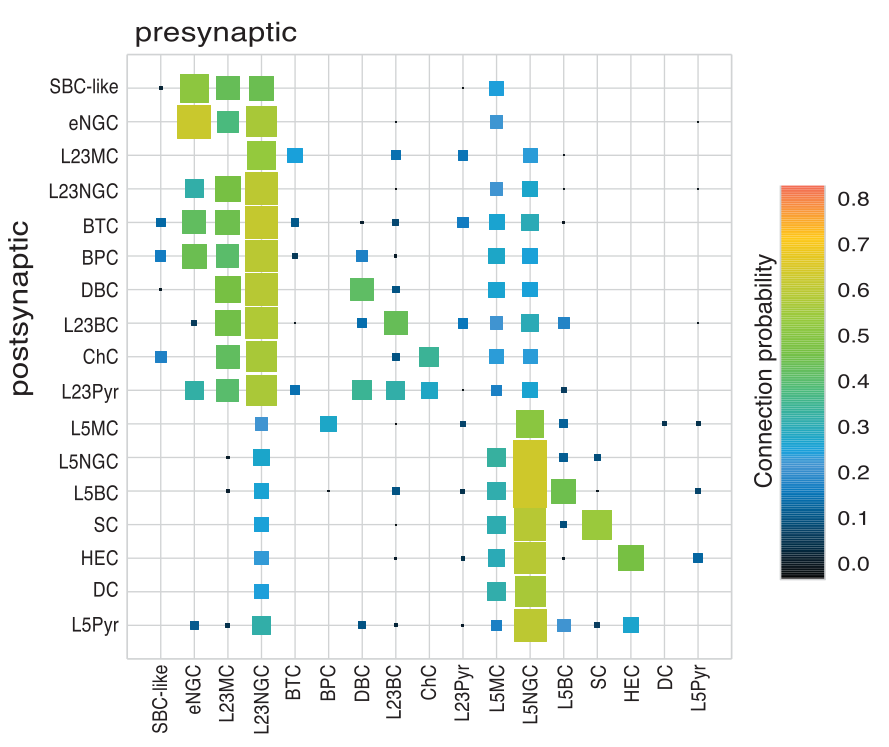 presynaptic
postsynaptic
SBC-like
eNGC
L23MC
L23NGC
BTC
BPC
DBC
L23BC
ChC
L23Pyr
L5MC
L5NGC
L5BC
SC
HEC
DC
L5Pyr
SBC-like
eNGC
L23MC
L23NGC
BTC
BPC
DBC
L23BC
ChC
L23Pyr
L5MC
L5NGC
L5BC
SC
HEC
DC
L5Pyr
Connection probability
0.8
0.7
0.6
0.5
0.4
0.3
0.2
0.1
0.0